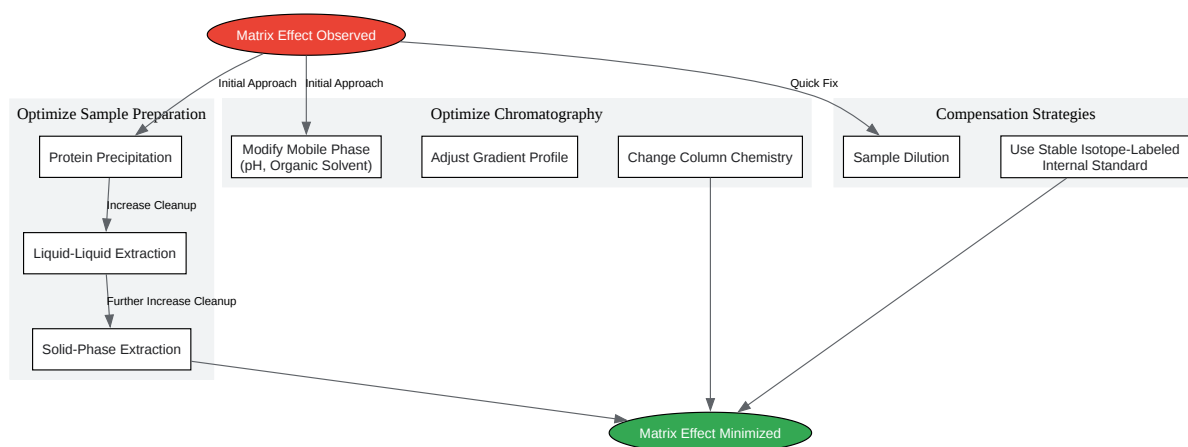 Matrix Effect Observed
Initial Approach
Initial Approach
Quick Fix
Optimize Sample Preparation
Optimize Chromatography
Compensation Strategies
Protein Precipitation
Modify Mobile Phase
(pH, Organic Solvent)
Adjust Gradient Profile
Change Column Chemistry
Sample Dilution
Use Stable Isotope-Labeled
Internal Standard
Increase Cleanup
Liquid-Liquid Extraction
Further Increase Cleanup
Solid-Phase Extraction
Matrix Effect Minimized